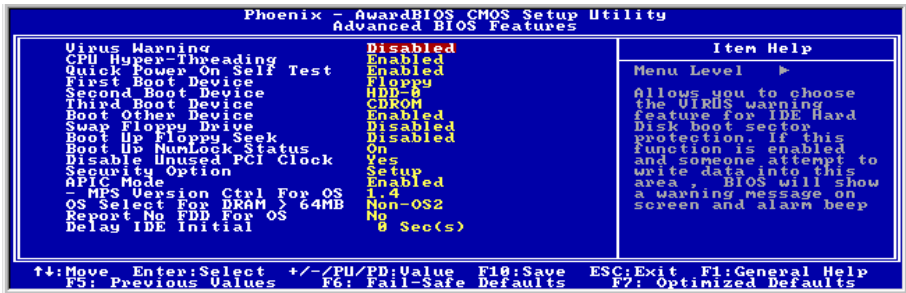 Phoenix - AwardBIOS CMOS Setup Utility
Advanced BIOS Features
Virus Warning Disabled
CPU Hyper-Threading Enabled
Quick Power On Self Test Enabled
First Boot Device Floppy
Second Boot Device HDD-0
Third Boot Device CDROM
Boot Other Device Enabled
Swap Floppy Drive Disabled
Boot Up Floppy Seek Disabled
Boot Up NumLock Status On
Disable Unused PCI Clock Yes
Security Option Setup
APIC Mode Enabled
- MPS Version Ctrl For OS 1.4
OS Select For DRAM > 64MB Non-OS2
Report No FDD For OS No
Delay IDE Initial 0 Sec(s)
Item Help
Menu Level ►
Allows you to choose
the VIRUS warning
feature for IDE Hard
Disk boot sector
protection. If this
function is enabled
and someone attempt to
write data into this
area , BIOS will show
a warning message on
screen and alarm beep
↑↓:Move Enter:Select +/-/PU/PD:Value F10:Save ESC:Exit F1:General Help
F5: Previous Values F6: Fail-Safe Defaults F7: Optimized Defaults